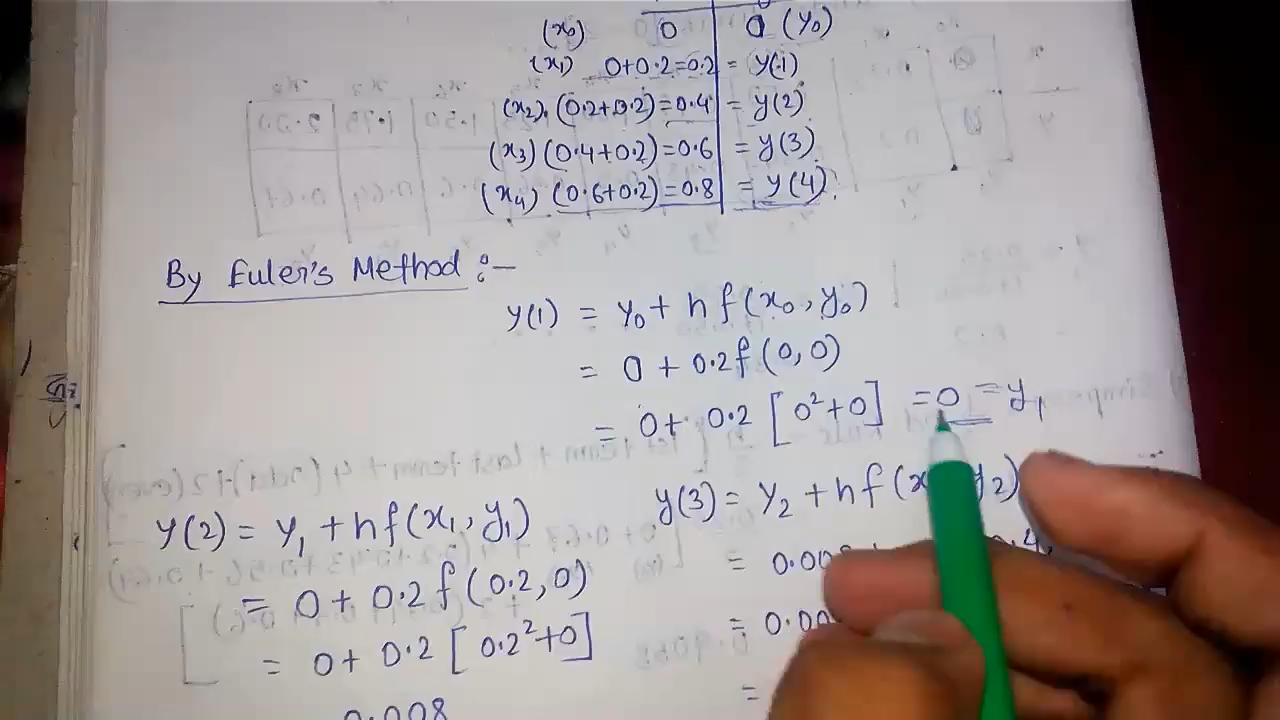 (x₀) 0 0 (y₀)
(x₁) 0+0.2=0.2 = y(1)
(x₂) (0.2+0.2)=0.4 = y(2)
(x₃) (0.4+0.2)=0.6 = y(3)
(x₄) (0.6+0.2)=0.8 = y(4)
By Euler's Method :-
y(1) = y₀ + h f(x₀, y₀)
= 0 + 0.2 f(0, 0)
= 0 + 0.2 [0² + 0] = 0 = y₁
y(2) = y₁ + h f(x₁, y₁)
= 0 + 0.2 f(0.2, 0)
= 0 + 0.2 [0.2² + 0]
0.008
y(3) = y₂ + h f(x y₂)
= 0.00 0.4,
= 0.00
=